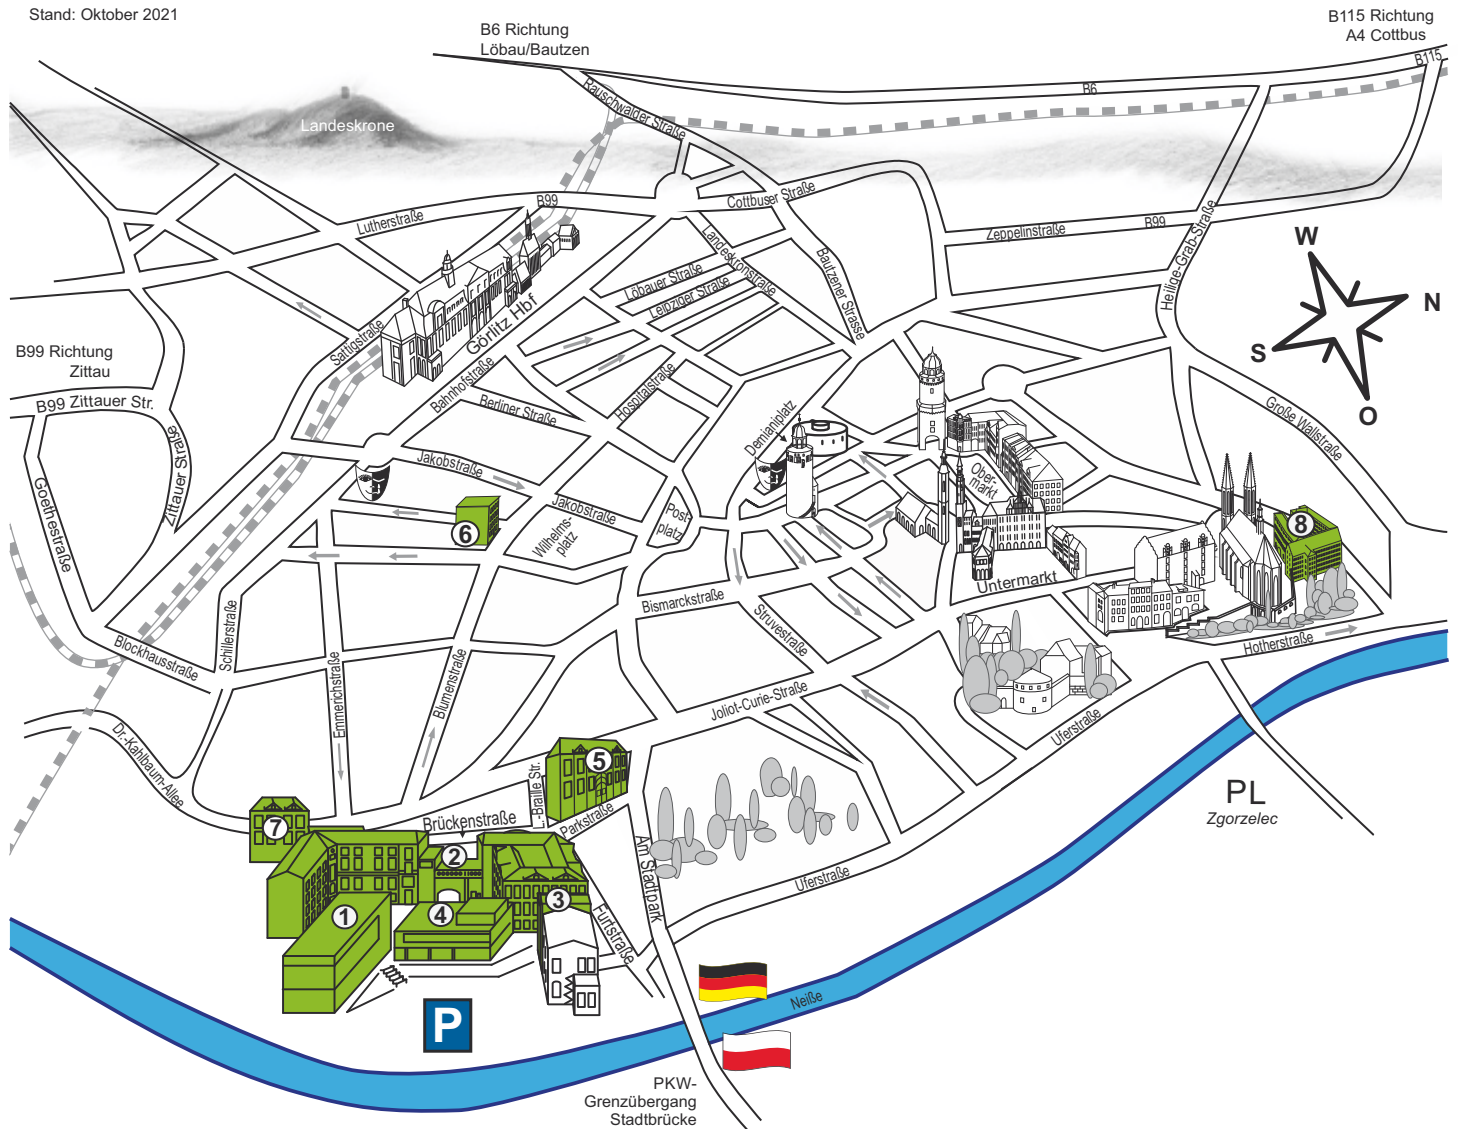 Stand: Oktober 2021
B6 Richtung
Löbau/Bautzen
B115 Richtung
A4 Cottbus
B115
B6
Rauschwalder Straße
Landeskrone
B99
Cottbuser Straße
Lutherstraße
Zeppelinstraße
B99
Heilige-Grab-Straße
W
N
S
O
Landeskronstraße
Bautzener Strasse
Löbauer Straße
Leipziger Straße
Görlitz Hbf
Sattigstraße
B99 Richtung
Zittau
B99 Zittauer Str.
Zittauer Straße
Goethestraße
Bahnhofstraße
Berliner Straße
Hospitalstraße
Demianiplatz
Große Wallstraße
Jakobstraße
Jakobstraße
Wilhelms-
platz
Post-
platz
Ober-
markt
6
8
Untermarkt
Bismarckstraße
Struvestraße
Hotherstraße
Schillerstraße
Blockhausstraße
Emmerichstraße
Blumenstraße
Joliot-Curie-Straße
Uferstraße
Dr.-Kahlbaum-Allee
PL
Zgorzelec
5
L.-Braille Str.
Parkstraße
Brückenstraße
7
2
Am Stadtpark
Uferstraße
1
4
3
Furtstraße
P
Neiße
PKW-
Grenzübergang
Stadtbrücke